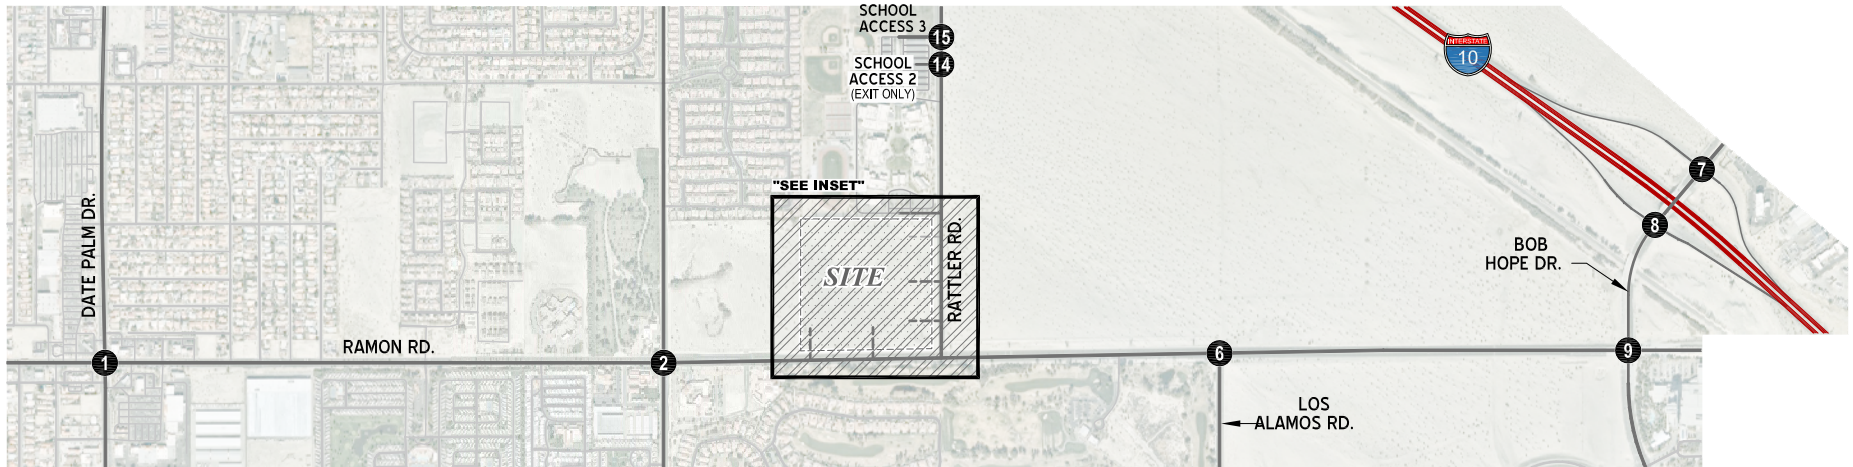 SCHOOL
ACCESS 3
15
14
SCHOOL
ACCESS 2
(EXIT ONLY)
INTERSTATE
10
7
"SEE INSET"
8
DATE PALM DR.
SITE
RATTLER RD.
BOB
HOPE DR.
RAMON RD.
1
2
6
9
LOS
ALAMOS RD.